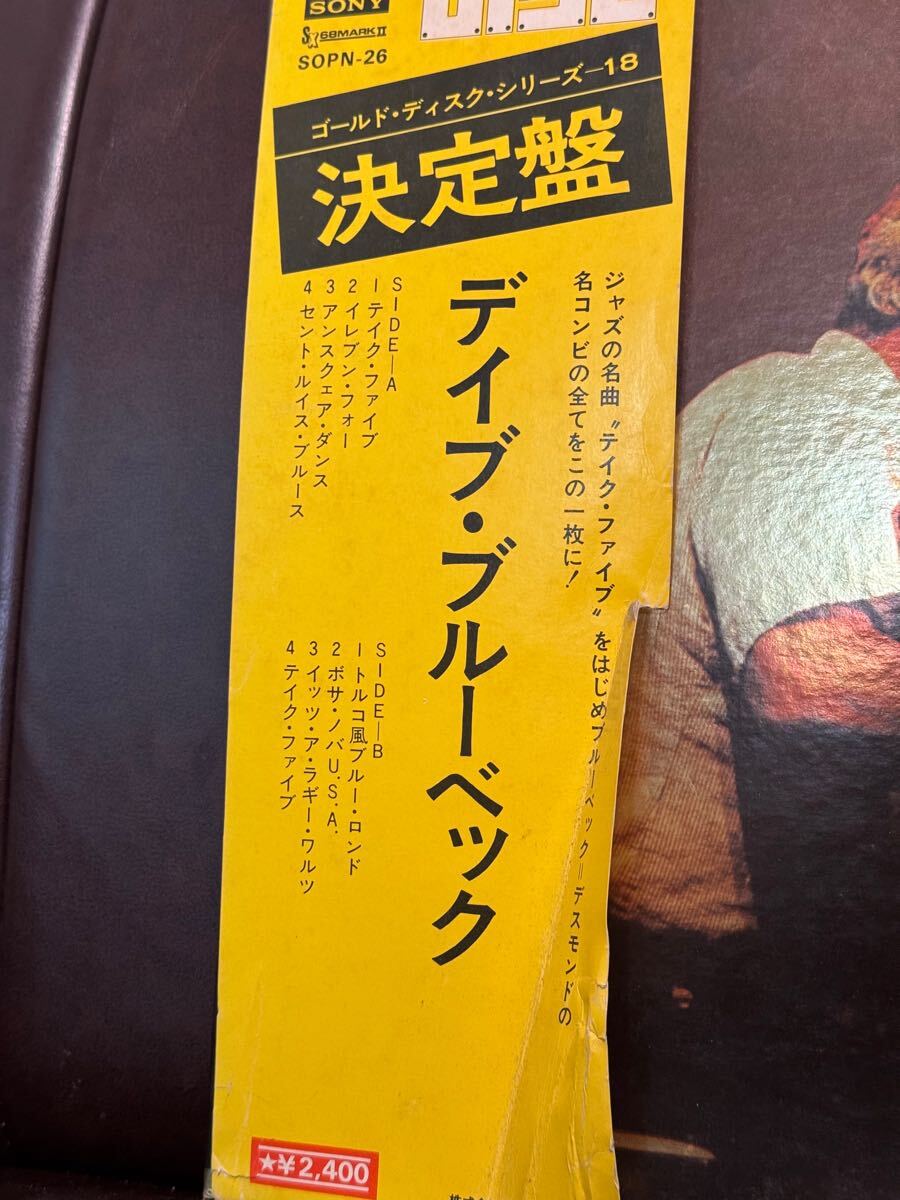 SONY
SX68MARKII
SOPN-26
DISC
ゴールド・ディスク・シリーズ—18
決定盤
ジャズの名曲〝テイク・ファイブ〟をはじめブルーベック＝デスモンドの
名コンビの全てをこの一枚に！
デイブ・ブルーベック
SIDE—A
1 テイク・ファイブ
2 イレブン・フォー
3 アンスクェア・ダンス
4 セント・ルイス・ブルース
SIDE—B
1 トルコ風ブルー・ロンド
2 ボサ・ノバU.S.A.
3 イッツ・ア・ラギー・ワルツ
4 テイク・ファイブ
★¥2,400